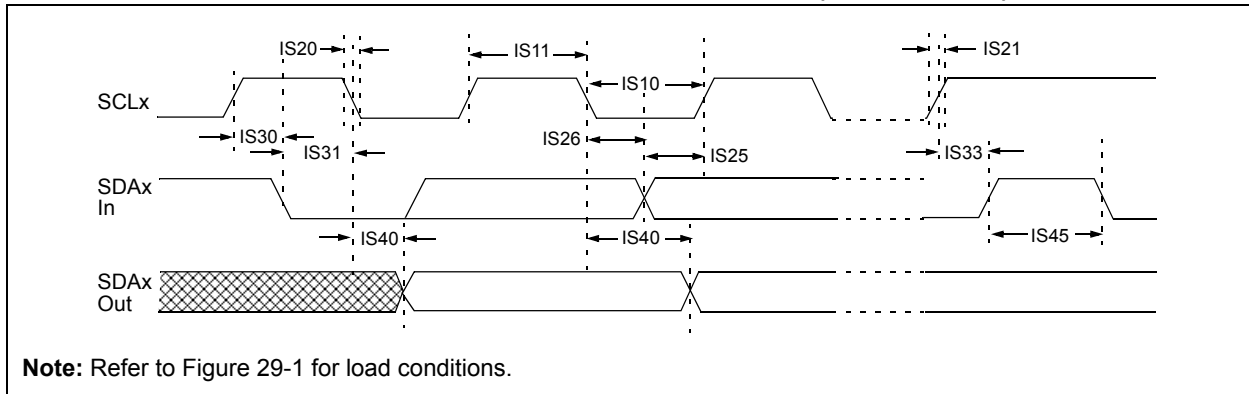 IS20
IS11
IS21
IS10
SCLx
IS30
IS26
IS31
IS25
IS33
SDAx
In
IS40
IS40
IS45
SDAx
Out
Note: Refer to Figure 29-1 for load conditions.